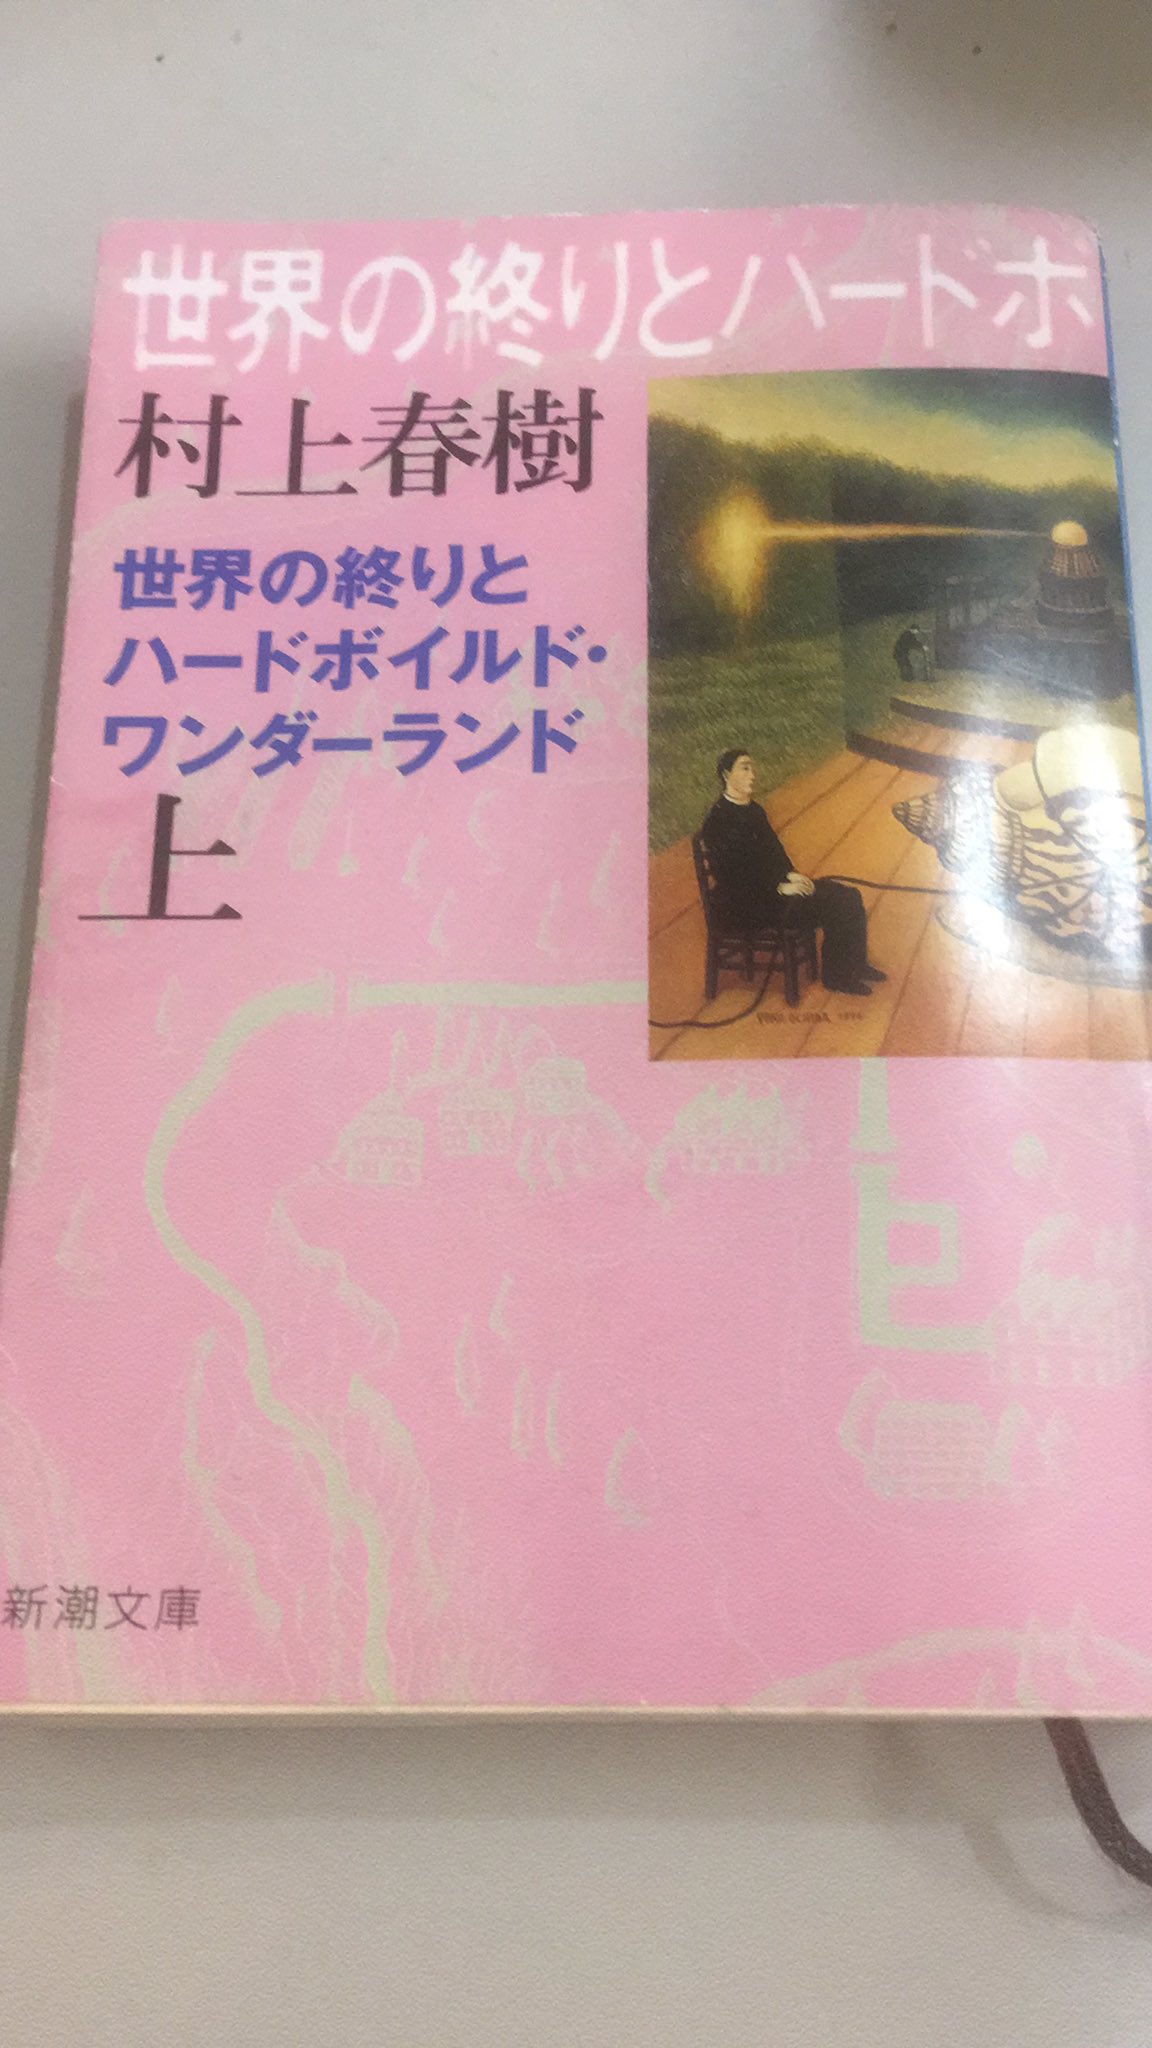 世界の終りとハードホ
村上春樹
世界の終りと
ハードボイルド・
ワンダーランド
上
新潮文庫